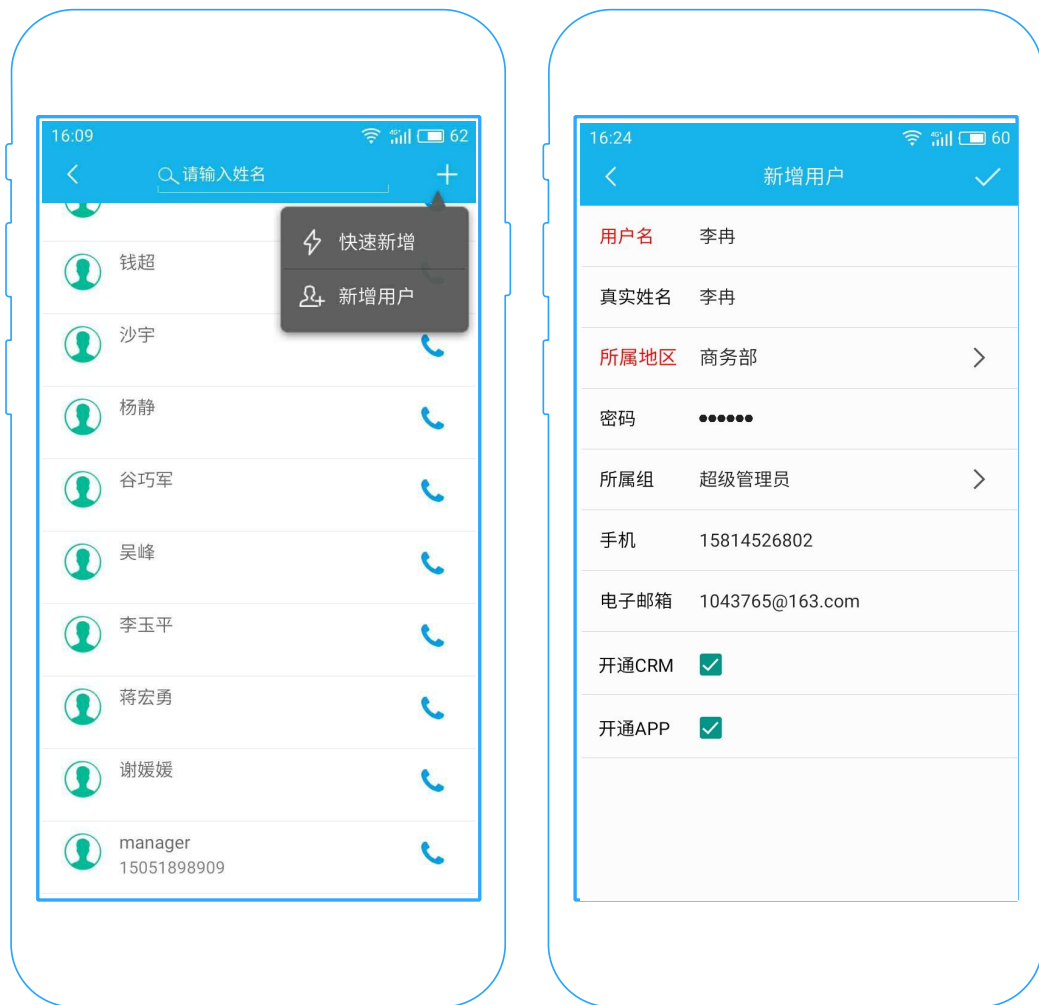 16:09
4G 62
请输入姓名
快速新增
新增用户
钱超
沙宇
杨静
谷巧军
吴峰
李玉平
蒋宏勇
谢媛媛
manager
15051898909
16:24
4G 60
新增用户
用户名 李冉
真实姓名 李冉
所属地区 商务部
密码 ●●●●●●
所属组 超级管理员
手机 15814526802
电子邮箱 1043765@163.com
开通CRM
开通APP